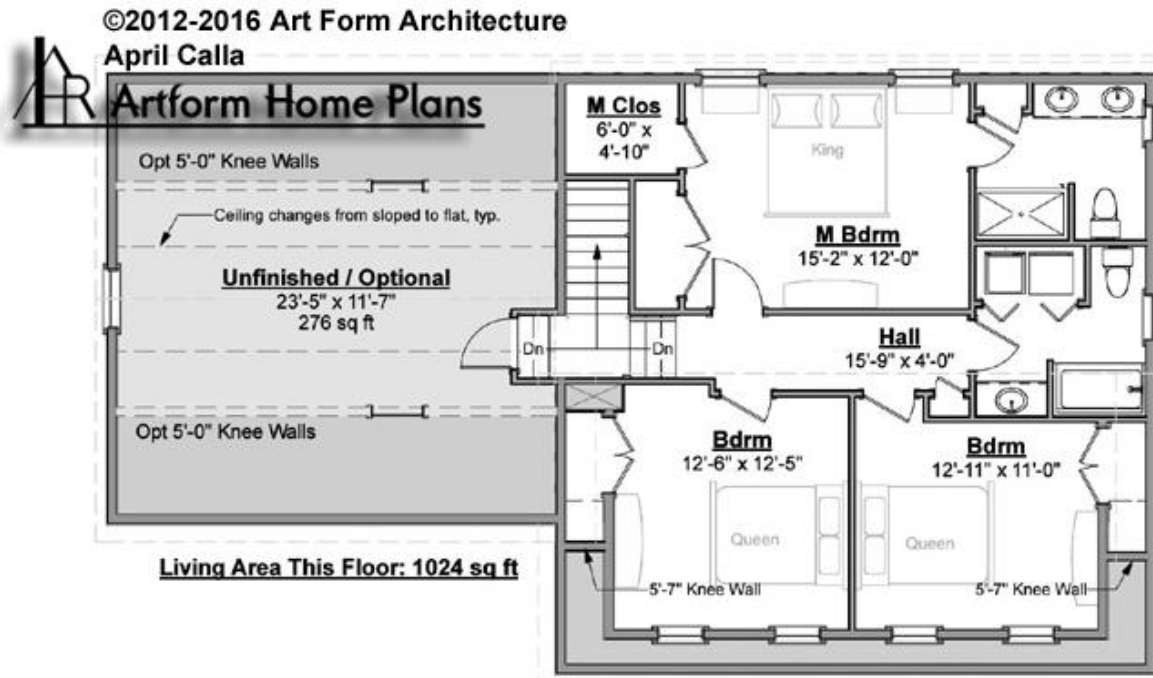 ©2012-2016 Art Form Architecture
April Calla
Artform Home Plans
Opt 5'-0" Knee Walls
Ceiling changes from sloped to flat, typ.
Unfinished / Optional
23'-5" x 11'-7"
276 sq ft
Opt 5'-0" Knee Walls
M Clos
6'-0" x
4'-10"
King
M Bdrm
15'-2" x 12'-0"
Dn
Dn
Hall
15'-9" x 4'-0"
Bdrm
12'-6" x 12'-5"
Bdrm
12'-11" x 11'-0"
Queen
Queen
5'-7" Knee Wall
5'-7" Knee Wall
Living Area This Floor: 1024 sq ft